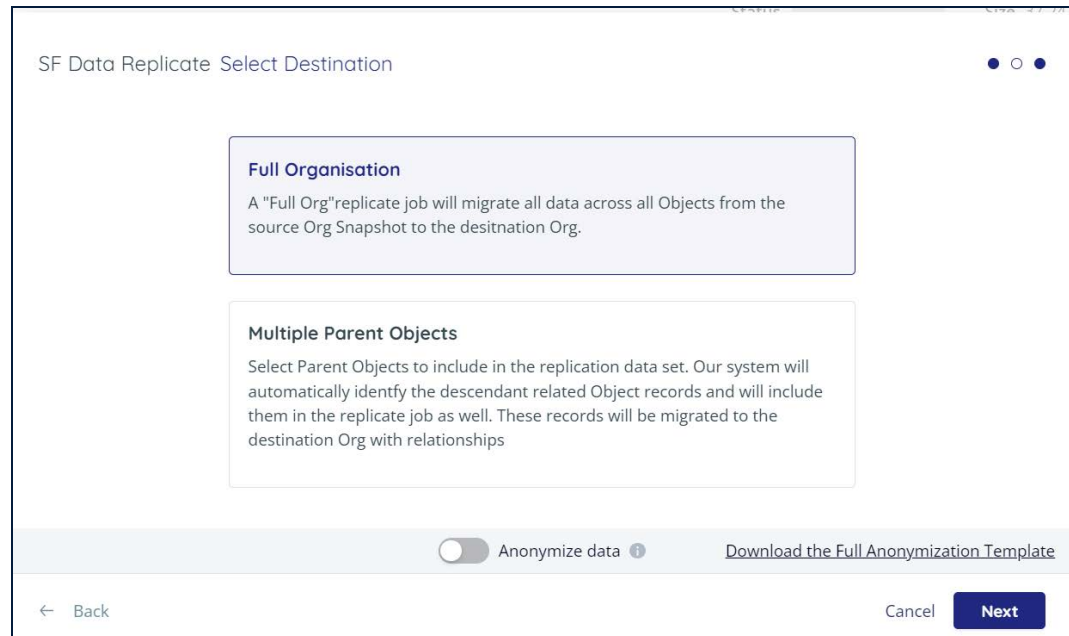 Status
SF Data Replicate Select Destination
Full Organisation
A "Full Org"replicate job will migrate all data across all Objects from the
source Org Snapshot to the desitnation Org.
Multiple Parent Objects
Select Parent Objects to include in the replication data set. Our system will
automatically identfy the descendant related Object records and will include
them in the replicate job as well. These records will be migrated to the
destination Org with relationships
Anonymize data Download the Full Anonymization Template
← Back Cancel Next